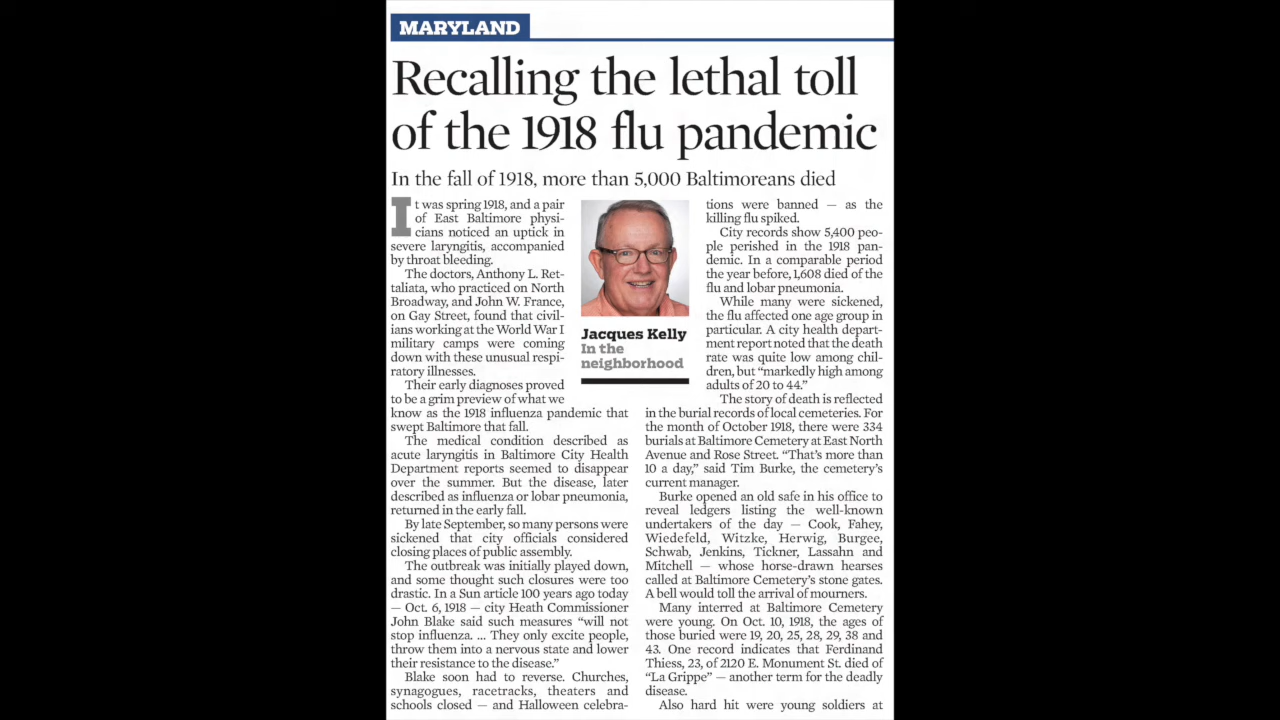 MARYLAND
Recalling the lethal toll
of the 1918 flu pandemic
In the fall of 1918, more than 5,000 Baltimoreans died
It was spring 1918, and a pair
of East Baltimore physi-
cians noticed an uptick in
severe laryngitis, accompanied
by throat bleeding.
The doctors, Anthony L. Ret-
taliata, who practiced on North
Broadway, and John W. France,
on Gay Street, found that civil-
ians working at the World War I
military camps were coming
down with these unusual respi-
ratory illnesses.
Their early diagnoses proved
to be a grim preview of what we
know as the 1918 influenza pandemic that
swept Baltimore that fall.
The medical condition described as
acute laryngitis in Baltimore City Health
Department reports seemed to disappear
over the summer. But the disease, later
described as influenza or lobar pneumonia,
returned in the early fall.
By late September, so many persons were
sickened that city officials considered
closing places of public assembly.
The outbreak was initially played down,
and some thought such closures were too
drastic. In a Sun article 100 years ago today
— Oct. 6, 1918 — city Heath Commissioner
John Blake said such measures “will not
stop influenza. ... They only excite people,
throw them into a nervous state and lower
their resistance to the disease.”
Blake soon had to reverse. Churches,
synagogues, racetracks, theaters and
schools closed — and Halloween celebra-
Jacques Kelly
In the
neighborhood
tions were banned — as the
killing flu spiked.
City records show 5,400 peo-
ple perished in the 1918 pan-
demic. In a comparable period
the year before, 1,608 died of the
flu and lobar pneumonia.
While many were sickened,
the flu affected one age group in
particular. A city health depart-
ment report noted that the death
rate was quite low among chil-
dren, but “markedly high among
adults of 20 to 44.”
The story of death is reflected
in the burial records of local cemeteries. For
the month of October 1918, there were 334
burials at Baltimore Cemetery at East North
Avenue and Rose Street. “That’s more than
10 a day,” said Tim Burke, the cemetery’s
current manager.
Burke opened an old safe in his office to
reveal ledgers listing the well-known
undertakers of the day — Cook, Fahey,
Wiedefeld, Witzke, Herwig, Burgee,
Schwab, Jenkins, Tickner, Lassahn and
Mitchell — whose horse-drawn hearses
called at Baltimore Cemetery’s stone gates.
A bell would toll the arrival of mourners.
Many interred at Baltimore Cemetery
were young. On Oct. 10, 1918, the ages of
those buried were 19, 20, 25, 28, 29, 38 and
43. One record indicates that Ferdinand
Thiess, 23, of 2120 E. Monument St. died of
“La Grippe” — another term for the deadly
disease.
Also hard hit were young soldiers at